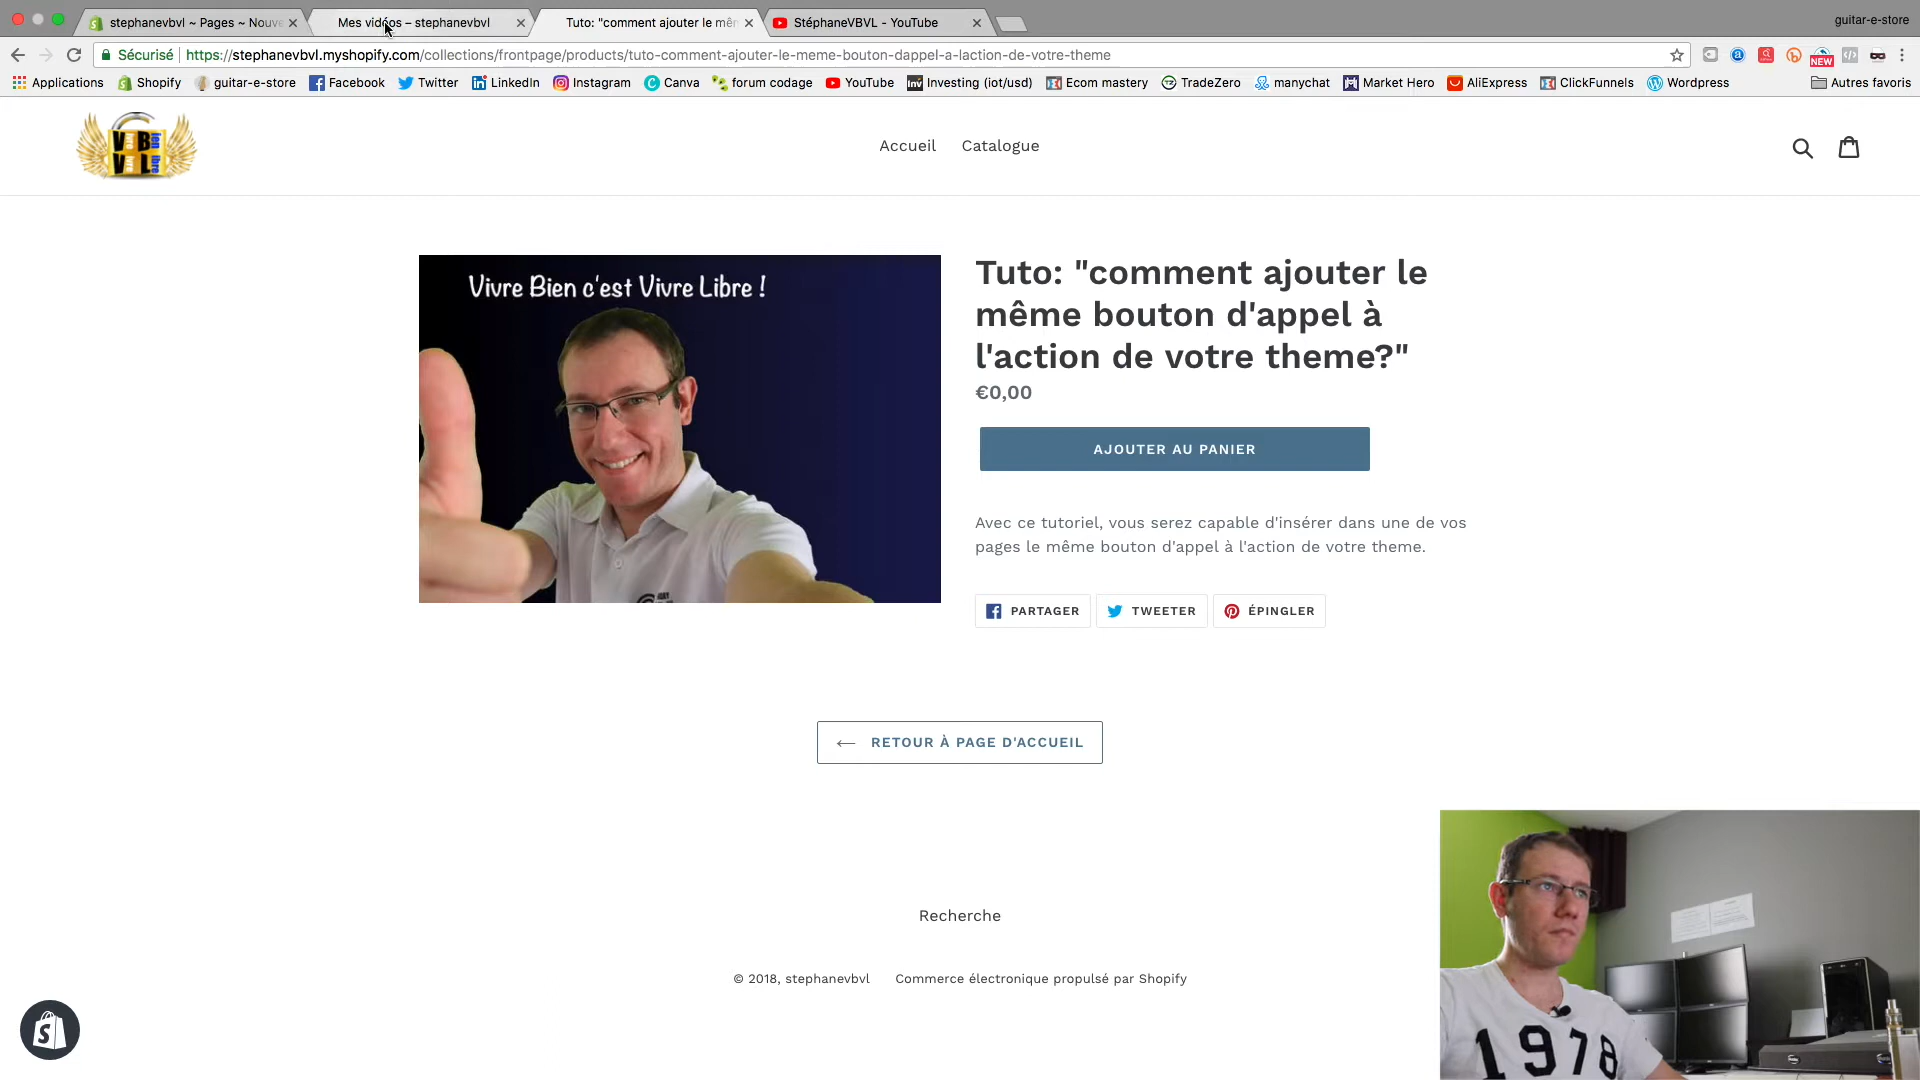 stephanevbvl ~ Pages ~ Nouve
Mes vidéos – stephanevbvl
Tuto: "comment ajouter le mêm
StéphaneVBVL - YouTube
guitar-e-store
Sécurisé
https://stephanevbvl.myshopify.com/collections/frontpage/products/tuto-comment-ajouter-le-meme-bouton-dappel-a-laction-de-votre-theme
NEW
Applications
Shopify
guitar-e-store
Facebook
Twitter
LinkedIn
Instagram
Canva
forum codage
YouTube
Investing (iot/usd)
Ecom mastery
TradeZero
manychat
Market Hero
AliExpress
ClickFunnels
Wordpress
Autres favoris
Accueil
Catalogue
Vivre Bien c'est Vivre Libre !
Tuto: "comment ajouter le
même bouton d'appel à
l'action de votre theme?"
€0,00
AJOUTER AU PANIER
Avec ce tutoriel, vous serez capable d'insérer dans une de vos
pages le même bouton d'appel à l'action de votre theme.
PARTAGER
TWEETER
ÉPINGLER
RETOUR À PAGE D'ACCUEIL
Recherche
© 2018, stephanevbvl
Commerce électronique propulsé par Shopify
1978